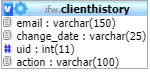 ifw.clienthistory
email : varchar(150)
change_date : varchar(25)
# uid : int(11)
action : varchar(100)